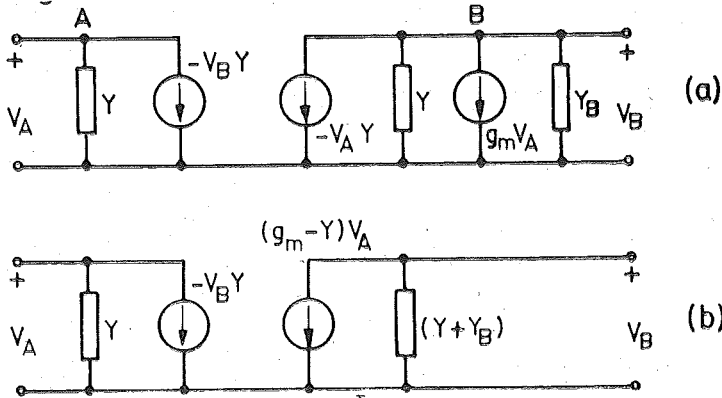 A B
+ -V_B Y +
V_A Y Y Y_B V_B (a)
-V_A Y g_m V_A
(g_m-Y)V_A
+ -V_B Y +
V_A Y (Y+Y_B) V_B (b)